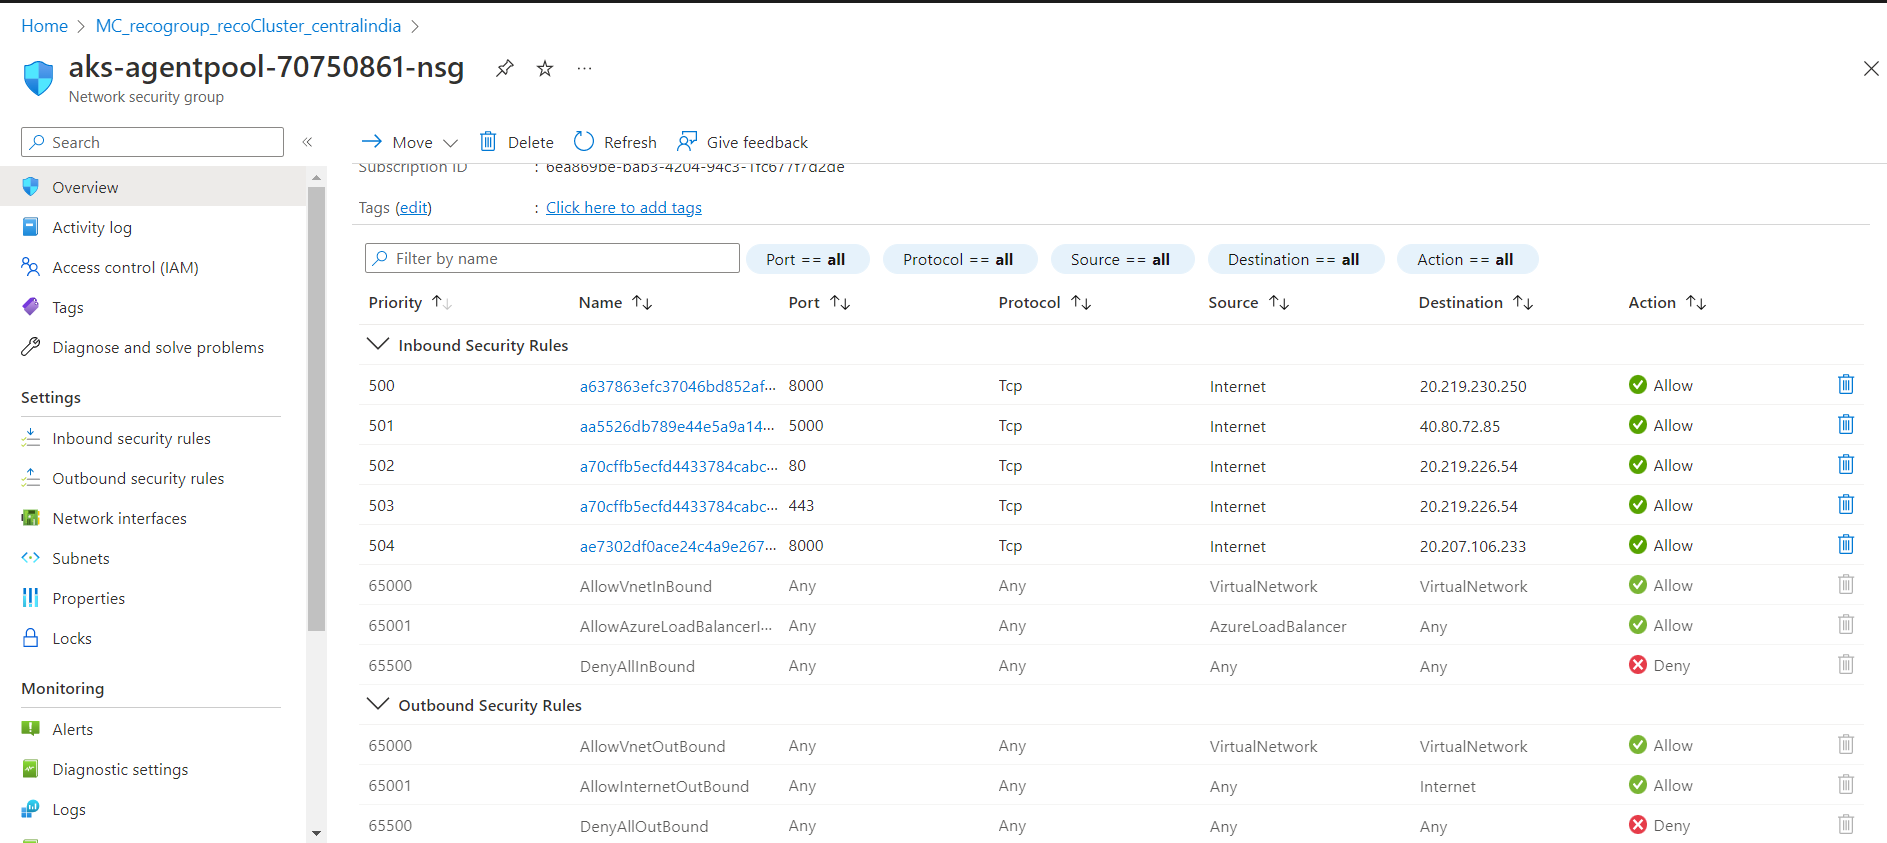 Home > MC_recogroup_recoCluster_centralindia >
aks-agentpool-70750861-nsg
Network security group
Search
Overview
Activity log
Access control (IAM)
Tags
Diagnose and solve problems
Settings
Inbound security rules
Outbound security rules
Network interfaces
Subnets
Properties
Locks
Monitoring
Alerts
Diagnostic settings
Logs
Move Delete Refresh Give feedback
Subscription ID : 6ea869be-bab3-4204-94c3-1fc677f7d2de
Tags (edit) : Click here to add tags
Filter by name Port == all Protocol == all Source == all Destination == all Action == all
Priority Name Port Protocol Source Destination Action
Inbound Security Rules
500 a637863efc37046bd852af... 8000 Tcp Internet 20.219.230.250 Allow
501 aa5526db789e44e5a9a14... 5000 Tcp Internet 40.80.72.85 Allow
502 a70cffb5ecfd4433784cabc... 80 Tcp Internet 20.219.226.54 Allow
503 a70cffb5ecfd4433784cabc... 443 Tcp Internet 20.219.226.54 Allow
504 ae7302df0ace24c4a9e267... 8000 Tcp Internet 20.207.106.233 Allow
65000 AllowVnetInBound Any Any VirtualNetwork VirtualNetwork Allow
65001 AllowAzureLoadBalancerI... Any Any AzureLoadBalancer Any Allow
65500 DenyAllInBound Any Any Any Any Deny
Outbound Security Rules
65000 AllowVnetOutBound Any Any VirtualNetwork VirtualNetwork Allow
65001 AllowInternetOutBound Any Any Any Internet Allow
65500 DenyAllOutBound Any Any Any Any Deny